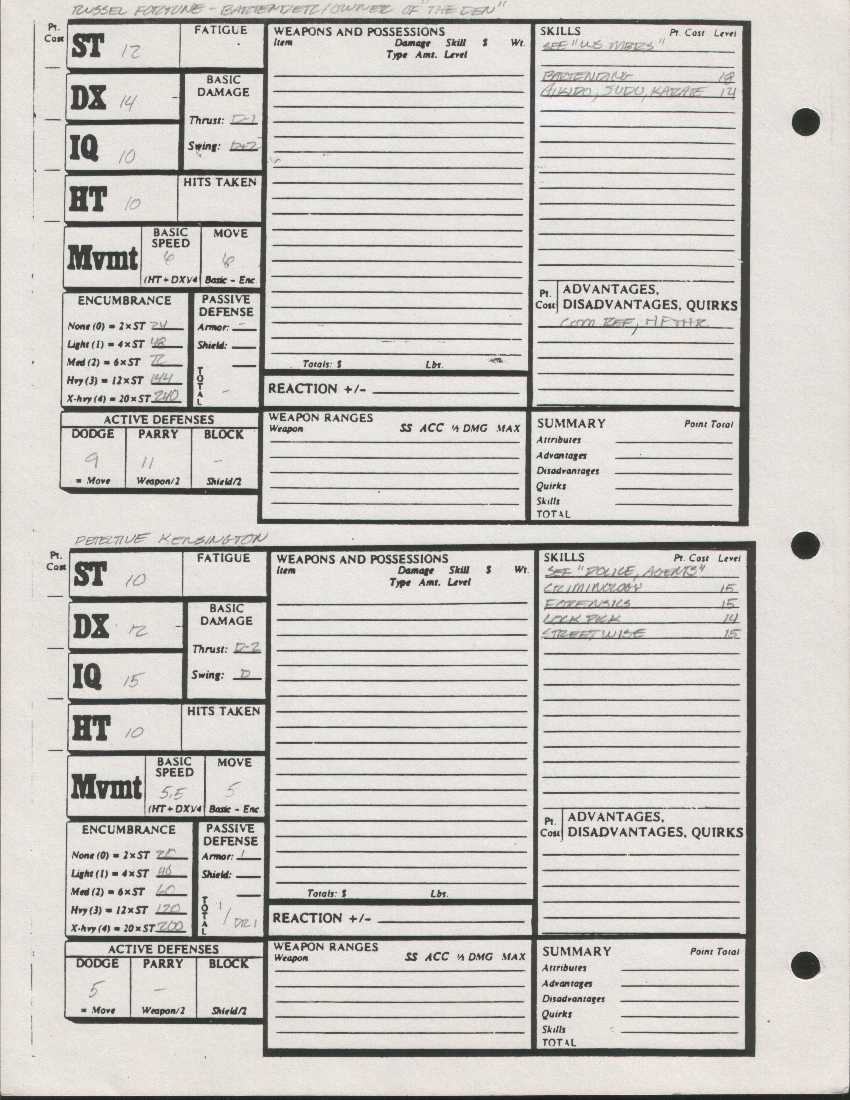 RUSSEL FORTUNE - BARTENDER/OWNER OF "THE DEN"
Pt. Cost
ST 12
FATIGUE
DX 14
BASIC DAMAGE
Thrust: D-1
Swing: D+2
IQ 10
HT 10
HITS TAKEN
Mvmt
BASIC SPEED 6
(HT + DX)/4
MOVE 6
Basic - Enc.
ENCUMBRANCE
None (0) = 2×ST 24
Light (1) = 4×ST 48
Med (2) = 6×ST 72
Hvy (3) = 12×ST 144
X-hvy (4) = 20×ST 240
PASSIVE DEFENSE
Armor: -
Shield:
TOTAL -
ACTIVE DEFENSES
DODGE PARRY BLOCK
9 11 -
= Move Weapon/2 Shield/2
WEAPONS AND POSSESSIONS
Item Damage Skill $ Wt.
Type Amt. Level
Totals: $ Lbs.
REACTION +/-
WEAPON RANGES
Weapon SS ACC ½ DMG MAX
SKILLS Pt. Cost Level
SEE "WS MBRS"
BARTENDING 18
AIKIDO, JUDO, KARATE 14
Pt. Cost
ADVANTAGES,
DISADVANTAGES, QUIRKS
COM REF,
SUMMARY Point Total
Attributes
Advantages
Disadvantages
Quirks
Skills
TOTAL
DETECTIVE KENSINGTON
Pt. Cost
ST 10
FATIGUE
DX 12
BASIC DAMAGE
Thrust: D-2
Swing: D
IQ 15
HT 10
HITS TAKEN
Mvmt
BASIC SPEED 5.5
(HT + DX)/4
MOVE 5
Basic - Enc.
ENCUMBRANCE
None (0) = 2×ST 20
Light (1) = 4×ST 40
Med (2) = 6×ST 60
Hvy (3) = 12×ST 120
X-hvy (4) = 20×ST 200
PASSIVE DEFENSE
Armor: 1
Shield:
TOTAL 1/DR1
ACTIVE DEFENSES
DODGE PARRY BLOCK
5 -
= Move Weapon/2 Shield/2
WEAPONS AND POSSESSIONS
Item Damage Skill $ Wt.
Type Amt. Level
Totals: $ Lbs.
REACTION +/-
WEAPON RANGES
Weapon SS ACC ½ DMG MAX
SKILLS Pt. Cost Level
SEE "POLICE, AGENTS"
CRIMINOLOGY 15
FORENSICS 15
LOCK PICK 14
STREETWISE 15
Pt. Cost
ADVANTAGES,
DISADVANTAGES, QUIRKS
SUMMARY Point Total
Attributes
Advantages
Disadvantages
Quirks
Skills
TOTAL